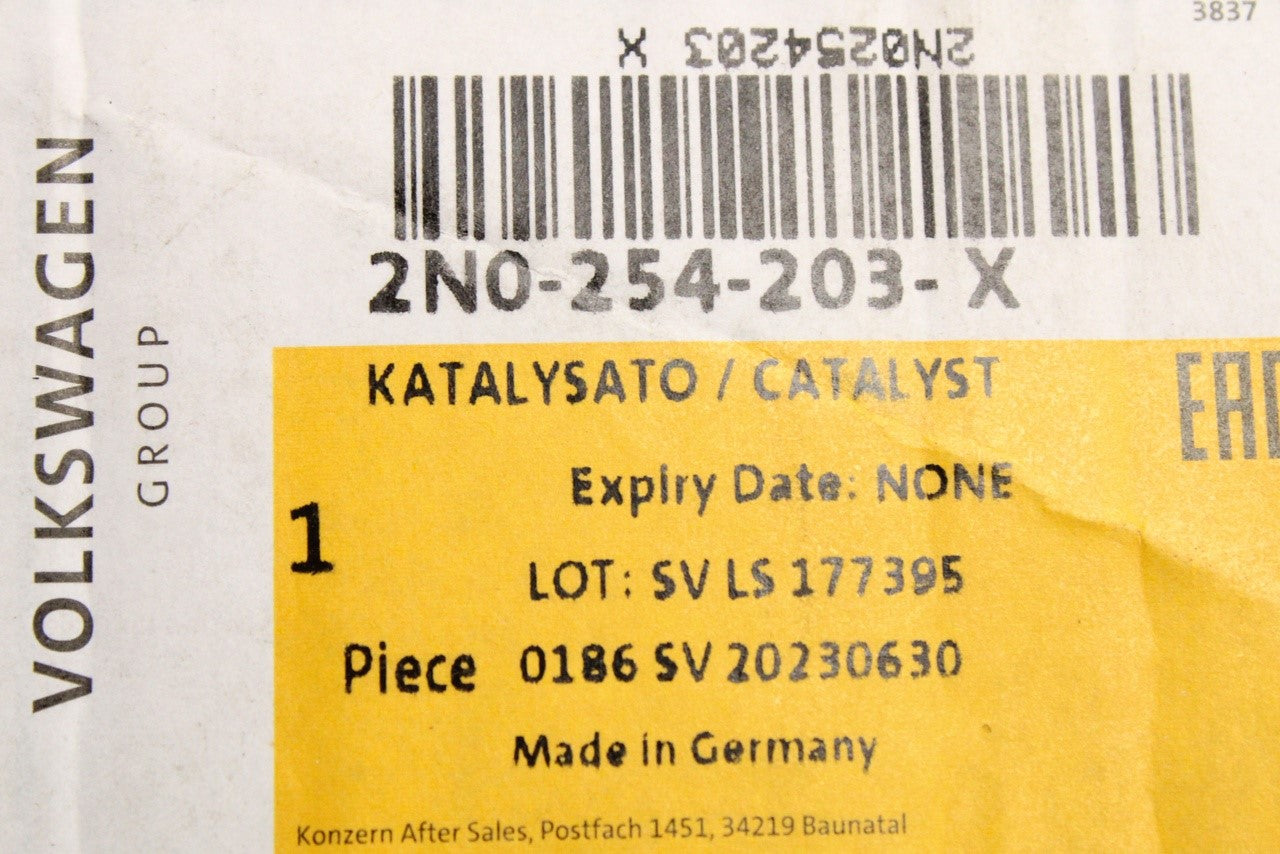 3837
2N0254203 X
2N0-254-203- X
VOLKSWAGEN
GROUP
KATALYSATO / CATALYST
EAC
Expiry Date: NONE
1
LOT: SV LS 177395
Piece 0186 SV 20230630
Made in Germany
Konzern After Sales, Postfach 1451, 34219 Baunatal